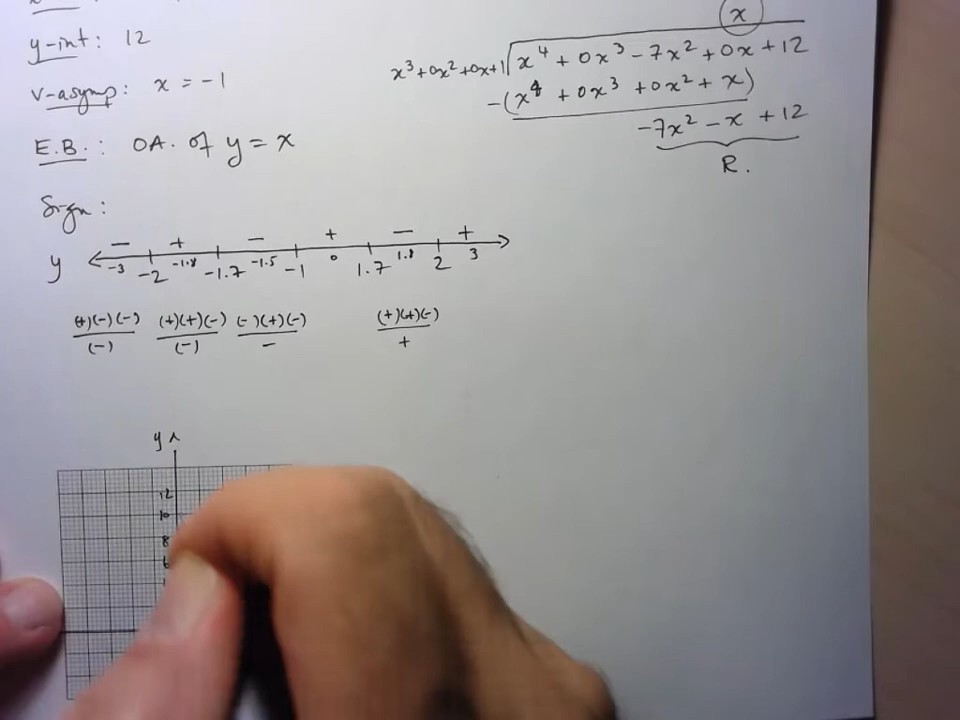 y-int: 12
v-asymp: x = -1
E.B.: OA. of y = x
x
x³+0x²+0x+1 x⁴ + 0x³ - 7x² + 0x + 12
-(x⁴ + 0x³ + 0x² + x)
-7x² - x + 12
R.
Sign:
- + - + - +
y -3 -2 -1.8 -1.7 -1.5 -1 0 1.7 1.8 2 3
(+)(-)(-) (+)(+)(-) (-)(+)(-) (+)(+)(-)
(-) (-) - +
y
12
10
8
6